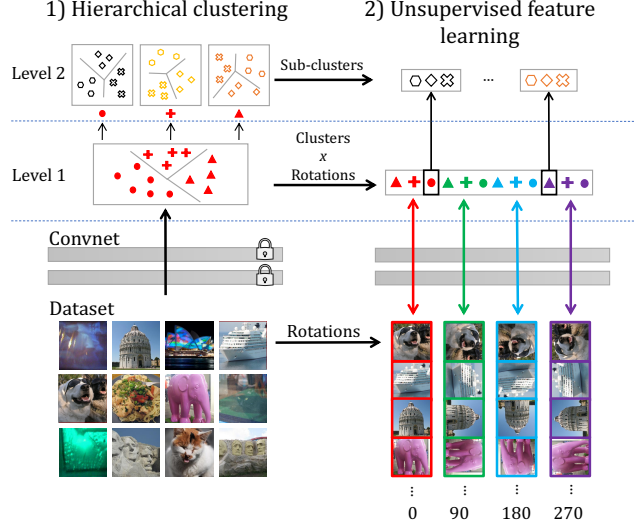 1) Hierarchical clustering
2) Unsupervised feature
learning
Level 2
Sub-clusters
...
Level 1
Clusters
x
Rotations
Convnet
Dataset
Rotations
... ... ... ...
0 90 180 270